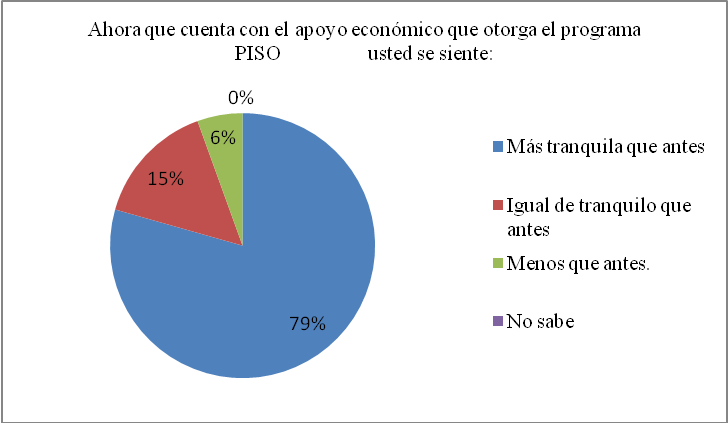 Ahora que cuenta con el apoyo económico que otorga el programa
PISO usted se siente:
0%
6%
15%
79%
Más tranquila que antes
Igual de tranquilo que
antes
Menos que antes.
No sabe